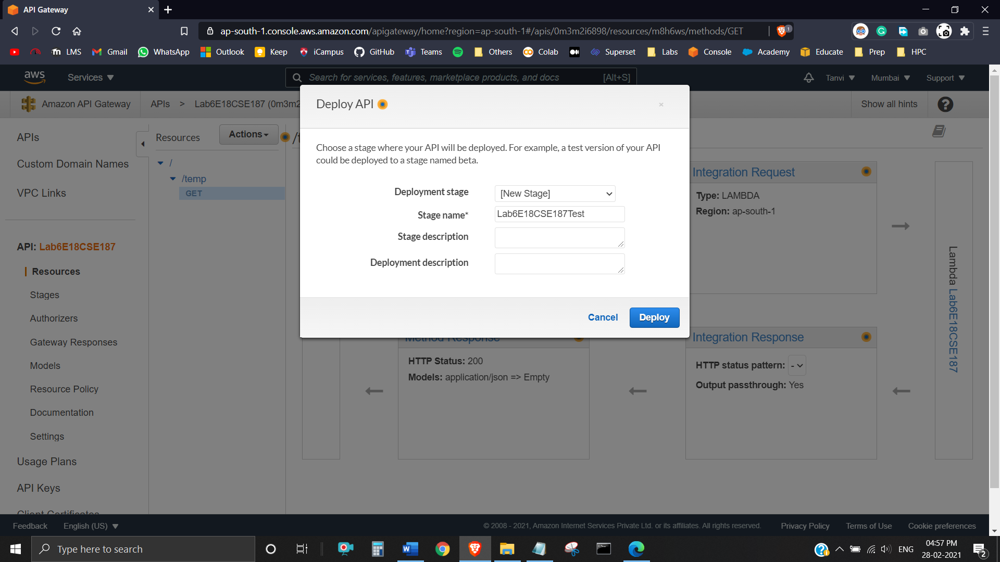 API Gateway
ap-south-1.console.aws.amazon.com/apigateway/home?region=ap-south-1#/apis/0m3m2i6898/resources/m8h6ws/methods/GET
1
LMS Gmail WhatsApp Outlook Keep iCampus GitHub Teams Others Colab Superset Labs Console Academy Educate Prep HPC
aws Services Search for services, features, marketplace products, and docs [Alt+S] Tanvi Mumbai Support
Amazon API Gateway APIs > Lab6E18CSE187 (0m3m2 Show all hints ?
APIs
Custom Domain Names
VPC Links
API: Lab6E18CSE187
Resources
Stages
Authorizers
Gateway Responses
Models
Resource Policy
Documentation
Settings
Usage Plans
API Keys
Client Certificates
Resources Actions
/
/temp
GET
Deploy API
×
Choose a stage where your API will be deployed. For example, a test version of your API
could be deployed to a stage named beta.
Deployment stage [New Stage]
Stage name* Lab6E18CSE187Test
Stage description
Deployment description
Cancel Deploy
Integration Request
Type: LAMBDA
Region: ap-south-1
Lambda Lab6E18CSE187
Method Response
HTTP Status: 200
Models: application/json => Empty
Integration Response
HTTP status pattern: -
Output passthrough: Yes
Feedback English (US) © 2008 - 2021, Amazon Internet Services Private Ltd. or its affiliates. All rights reserved. Privacy Policy Terms of Use Cookie preferences
Type here to search
ENG
04:57 PM
28-02-2021
2